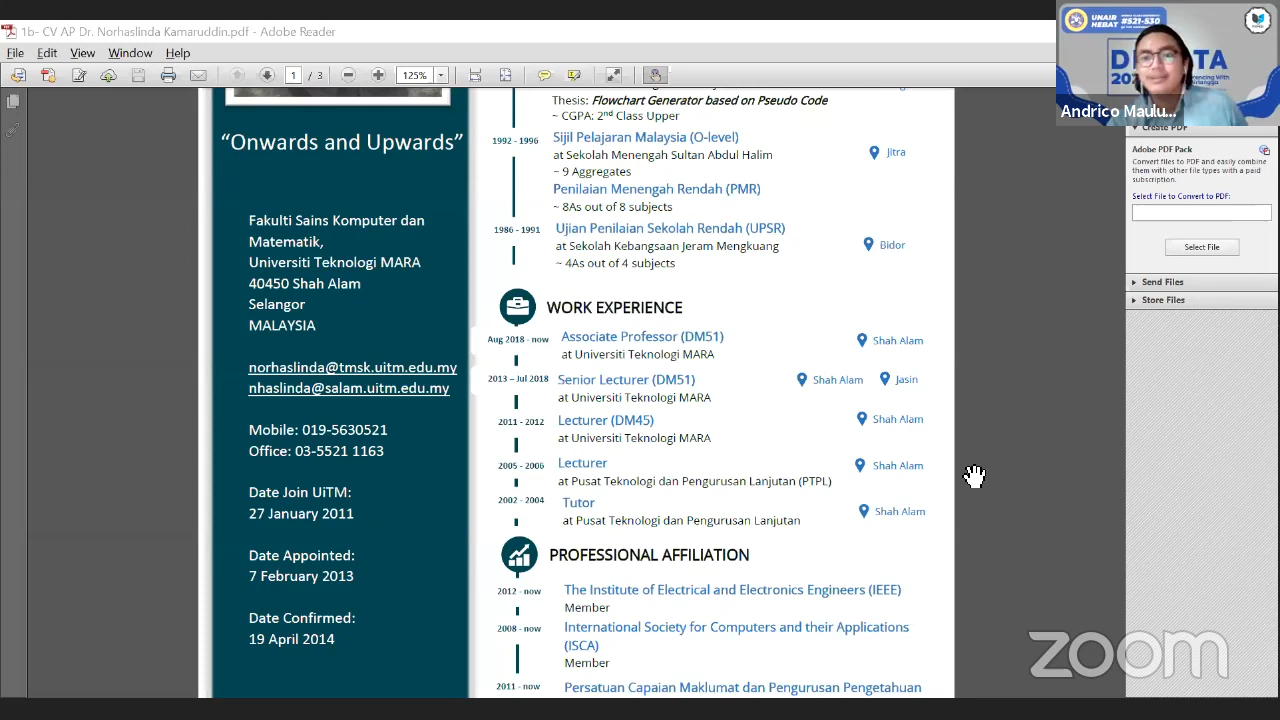 1b- CV AP Dr. Norhaslinda Kamaruddin.pdf - Adobe Reader
File Edit View Window Help
1 / 3 125%
“Onwards and Upwards”
Fakulti Sains Komputer dan
Matematik,
Universiti Teknologi MARA
40450 Shah Alam
Selangor
MALAYSIA
norhaslinda@tmsk.uitm.edu.my
nhaslinda@salam.uitm.edu.my
Mobile: 019-5630521
Office: 03-5521 1163
Date Join UiTM:
27 January 2011
Date Appointed:
7 February 2013
Date Confirmed:
19 April 2014
Thesis: Flowchart Generator based on Pseudo Code
~ CGPA: 2nd Class Upper
1992 - 1996 Sijil Pelajaran Malaysia (O-level)
at Sekolah Menengah Sultan Abdul Halim Jitra
~ 9 Aggregates
Penilaian Menengah Rendah (PMR)
~ 8As out of 8 subjects
1986 - 1991 Ujian Penilaian Sekolah Rendah (UPSR)
at Sekolah Kebangsaan Jeram Mengkuang Bidor
~ 4As out of 4 subjects
WORK EXPERIENCE
Aug 2018 - now Associate Professor (DM51) Shah Alam
at Universiti Teknologi MARA
2013 – Jul 2018 Senior Lecturer (DM51) Shah Alam Jasin
at Universiti Teknologi MARA
2011 - 2012 Lecturer (DM45) Shah Alam
at Universiti Teknologi MARA
2005 - 2006 Lecturer Shah Alam
at Pusat Teknologi dan Pengurusan Lanjutan (PTPL)
2002 - 2004 Tutor Shah Alam
at Pusat Teknologi dan Pengurusan Lanjutan
PROFESSIONAL AFFILIATION
2012 - now The Institute of Electrical and Electronics Engineers (IEEE)
Member
2008 - now International Society for Computers and their Applications
(ISCA)
Member
2011 - now Persatuan Capaian Maklumat dan Pengurusan Pengetahuan
UNAIR
HEBAT
#521-530
Andrico Maulu...
Create PDF
Adobe PDF Pack
Convert files to PDF and easily combine
them with other file types with a paid
subscription.
Select File to Convert to PDF:
Select File
Send Files
Store Files
zoom